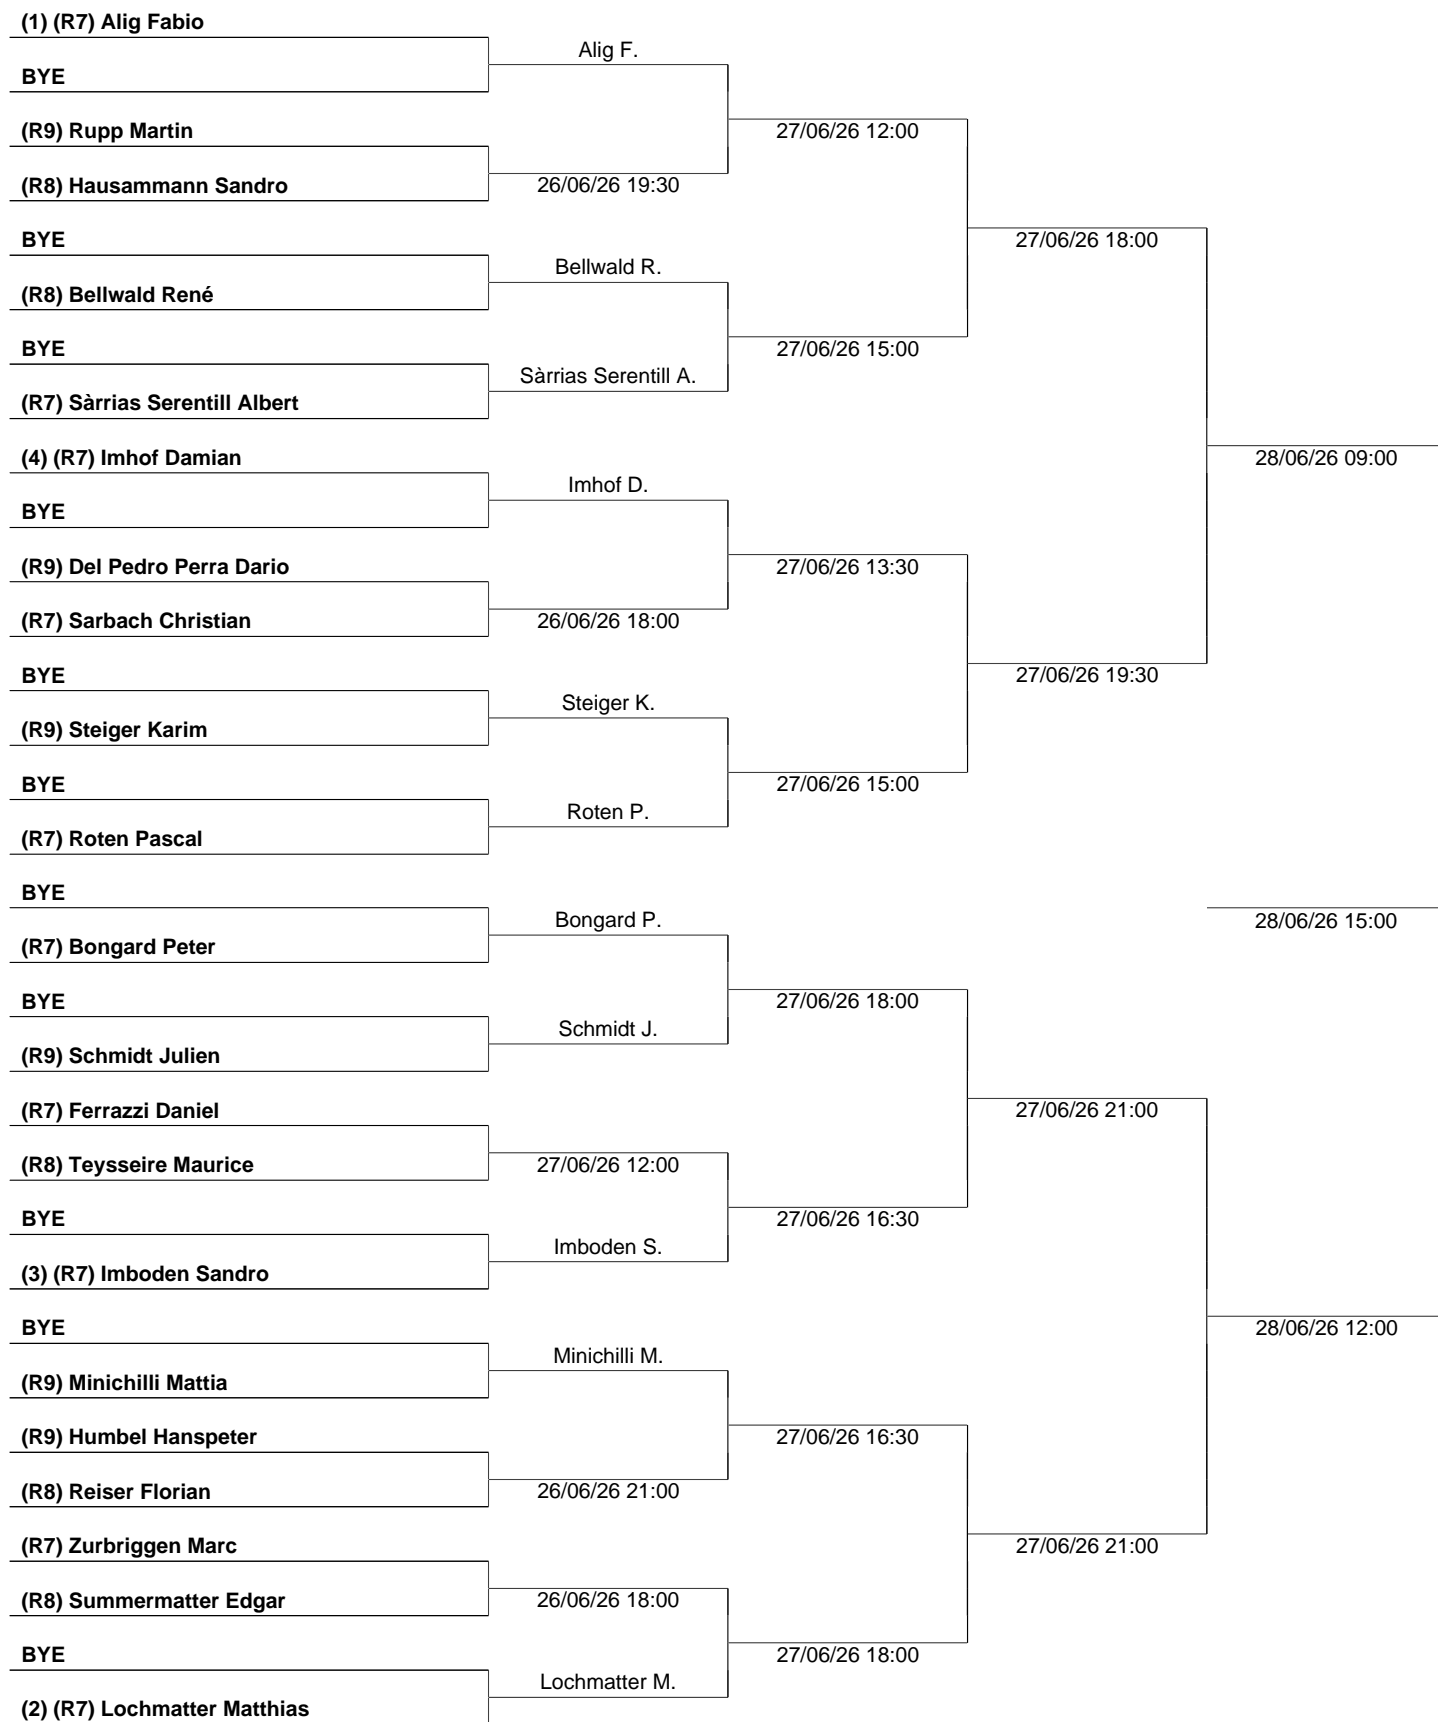 (1) (R7) Alig Fabio
Alig F.
BYE
(R9) Rupp Martin
27/06/26 12:00
(R8) Hausammann Sandro
26/06/26 19:30
BYE
27/06/26 18:00
Bellwald R.
(R8) Bellwald René
BYE
27/06/26 15:00
Sàrrias Serentill A.
(R7) Sàrrias Serentill Albert
(4) (R7) Imhof Damian
28/06/26 09:00
Imhof D.
BYE
(R9) Del Pedro Perra Dario
27/06/26 13:30
(R7) Sarbach Christian
26/06/26 18:00
BYE
27/06/26 19:30
Steiger K.
(R9) Steiger Karim
BYE
27/06/26 15:00
Roten P.
(R7) Roten Pascal
BYE
Bongard P.
28/06/26 15:00
(R7) Bongard Peter
BYE
27/06/26 18:00
Schmidt J.
(R9) Schmidt Julien
(R7) Ferrazzi Daniel
27/06/26 21:00
(R8) Teysseire Maurice
27/06/26 12:00
BYE
27/06/26 16:30
Imboden S.
(3) (R7) Imboden Sandro
BYE
28/06/26 12:00
Minichilli M.
(R9) Minichilli Mattia
(R9) Humbel Hanspeter
27/06/26 16:30
(R8) Reiser Florian
26/06/26 21:00
(R7) Zurbriggen Marc
27/06/26 21:00
(R8) Summermatter Edgar
26/06/26 18:00
BYE
27/06/26 18:00
Lochmatter M.
(2) (R7) Lochmatter Matthias